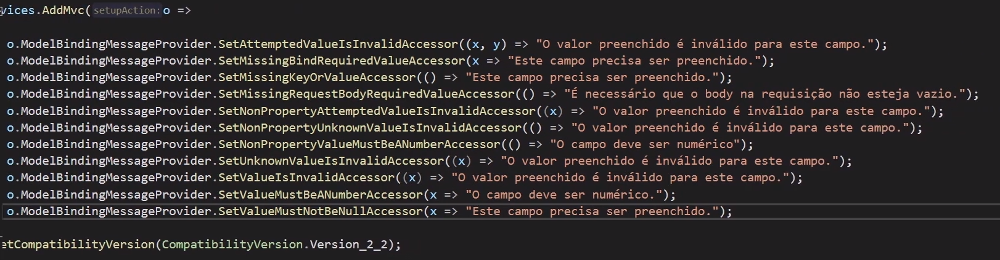 vices.AddMvc(setupAction:o =>
o.ModelBindingMessageProvider.SetAttemptedValueIsInvalidAccessor((x, y) => "O valor preenchido é inválido para este campo.");
o.ModelBindingMessageProvider.SetMissingBindRequiredValueAccessor(x => "Este campo precisa ser preenchido.");
o.ModelBindingMessageProvider.SetMissingKeyOrValueAccessor(() => "Este campo precisa ser preenchido.");
o.ModelBindingMessageProvider.SetMissingRequestBodyRequiredValueAccessor(() => "É necessário que o body na requisição não esteja vazio.");
o.ModelBindingMessageProvider.SetNonPropertyAttemptedValueIsInvalidAccessor((x) => "O valor preenchido é inválido para este campo.");
o.ModelBindingMessageProvider.SetNonPropertyUnknownValueIsInvalidAccessor(() => "O valor preenchido é inválido para este campo.");
o.ModelBindingMessageProvider.SetNonPropertyValueMustBeANumberAccessor(() => "O campo deve ser numérico");
o.ModelBindingMessageProvider.SetUnknownValueIsInvalidAccessor((x) => "O valor preenchido é inválido para este campo.");
o.ModelBindingMessageProvider.SetValueIsInvalidAccessor((x) => "O valor preenchido é inválido para este campo.");
o.ModelBindingMessageProvider.SetValueMustBeANumberAccessor(x => "O campo deve ser numérico.");
o.ModelBindingMessageProvider.SetValueMustNotBeNullAccessor(x => "Este campo precisa ser preenchido.");
etCompatibilityVersion(CompatibilityVersion.Version_2_2);